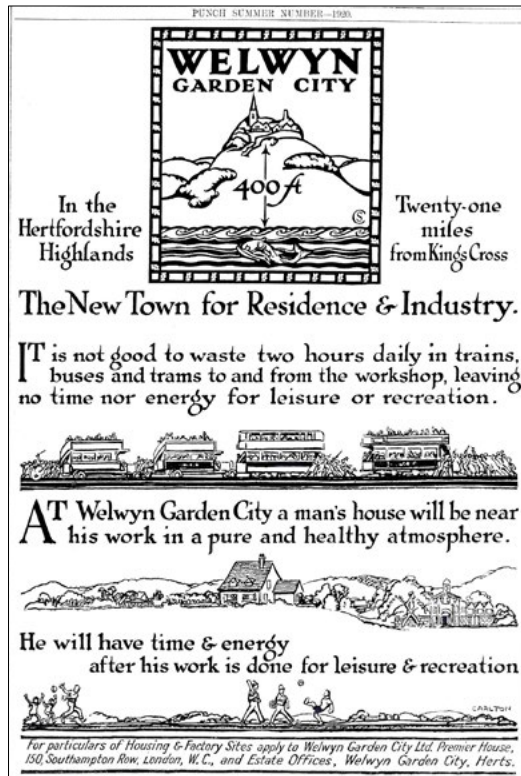 PUNCH SUMMER NUMBER—1920.
WELWYN
GARDEN CITY
400 ft
CS
In the
Hertfordshire
Highlands
Twenty-one
miles
from Kings Cross
The New Town for Residence & Industry.
IT is not good to waste two hours daily in trains,
buses and trams to and from the workshop, leaving
no time nor energy for leisure or recreation.
AT Welwyn Garden City a man's house will be near
his work in a pure and healthy atmosphere.
He will have time & energy
after his work is done for leisure & recreation
CARLTON
For particulars of Housing & Factory Sites apply to Welwyn Garden City Ltd. Premier House,
150, Southampton Row, London, W.C., and Estate Offices, Welwyn Garden City, Herts.